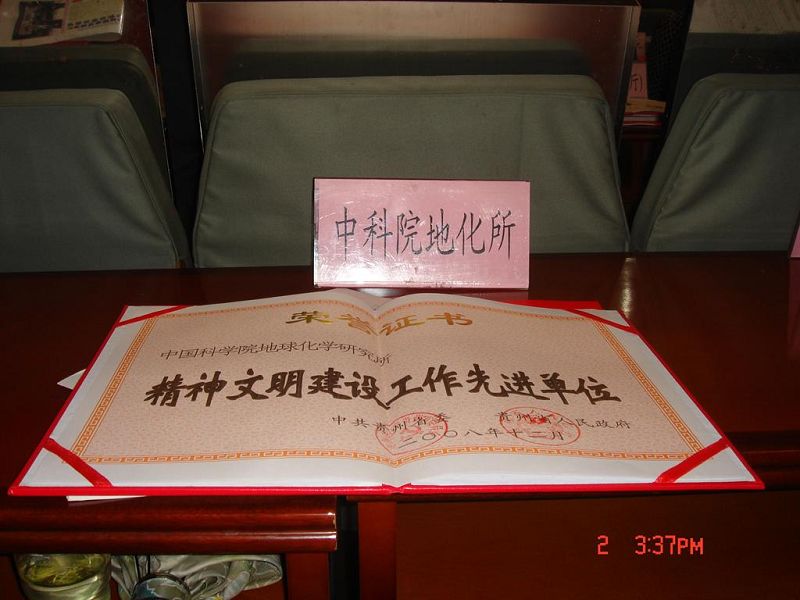 中科院地化所
荣誉证书
中国科学院地球化学研究所
精神文明建设工作先进单位
中共贵州省委 贵州省人民政府
二〇〇八年十二月
2 3:37PM